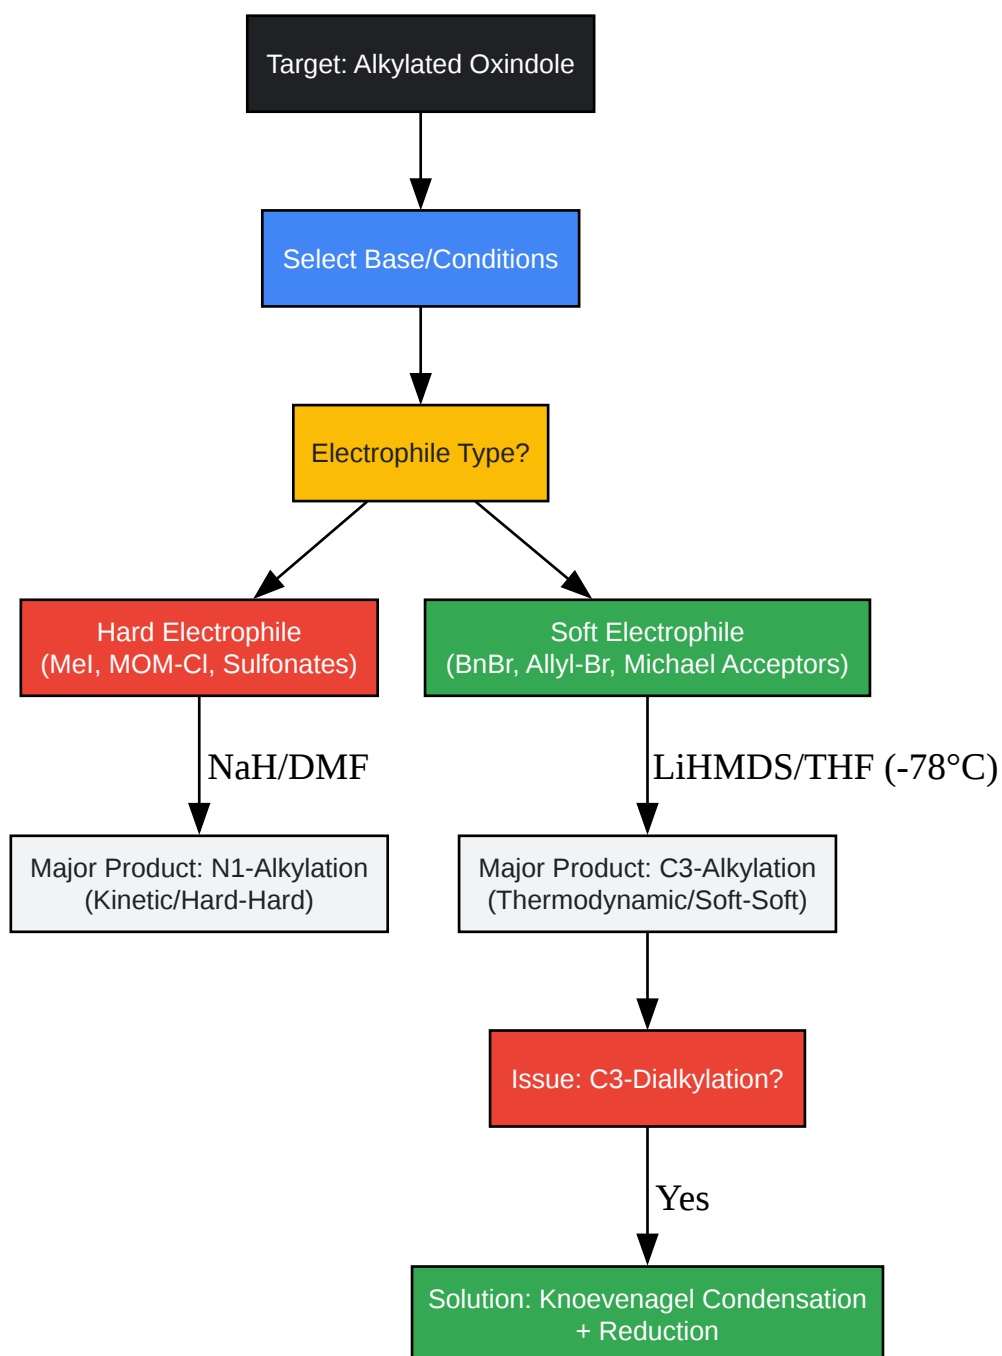 Target: Alkylated Oxindole
Select Base/Conditions
Electrophile Type?
Hard Electrophile
(MeI, MOM-Cl, Sulfonates)
Soft Electrophile
(BnBr, Allyl-Br, Michael Acceptors)
NaH/DMF
LiHMDS/THF (-78°C)
Major Product: N1-Alkylation
(Kinetic/Hard-Hard)
Major Product: C3-Alkylation
(Thermodynamic/Soft-Soft)
Issue: C3-Dialkylation?
Yes
Solution: Knoevenagel Condensation
+ Reduction